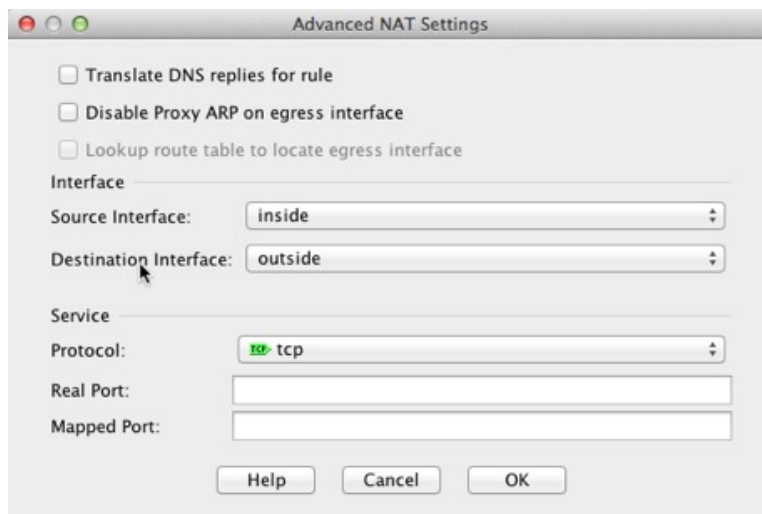 Advanced NAT Settings
Translate DNS replies for rule
Disable Proxy ARP on egress interface
Lookup route table to locate egress interface
Interface
Source Interface: inside
Destination Interface: outside
Service
Protocol: TCP tcp
Real Port:
Mapped Port:
Help Cancel OK